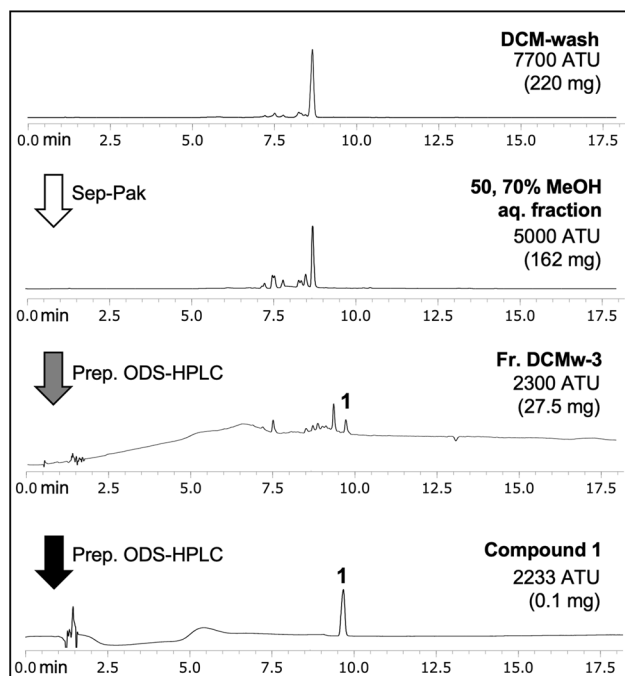 DCM-wash
7700 ATU
(220 mg)
0.0 min 2.5 5.0 7.5 10.0 12.5 15.0 17.5
Sep-Pak
50, 70% MeOH
aq. fraction
5000 ATU
(162 mg)
0.0 min 2.5 5.0 7.5 10.0 12.5 15.0 17.5
Prep. ODS-HPLC
Fr. DCMw-3
2300 ATU
(27.5 mg)
1
0.0 min 2.5 5.0 7.5 10.0 12.5 15.0 17.5
Prep. ODS-HPLC
Compound 1
2233 ATU
(0.1 mg)
1
0.0 min 2.5 5.0 7.5 10.0 12.5 15.0 17.5